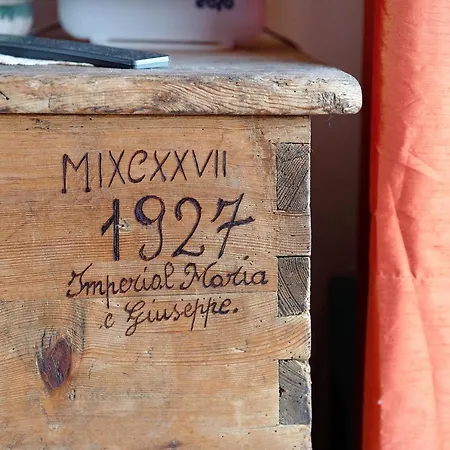 MIXCXXVII
1927
Imperial Maria
e Giuseppe.